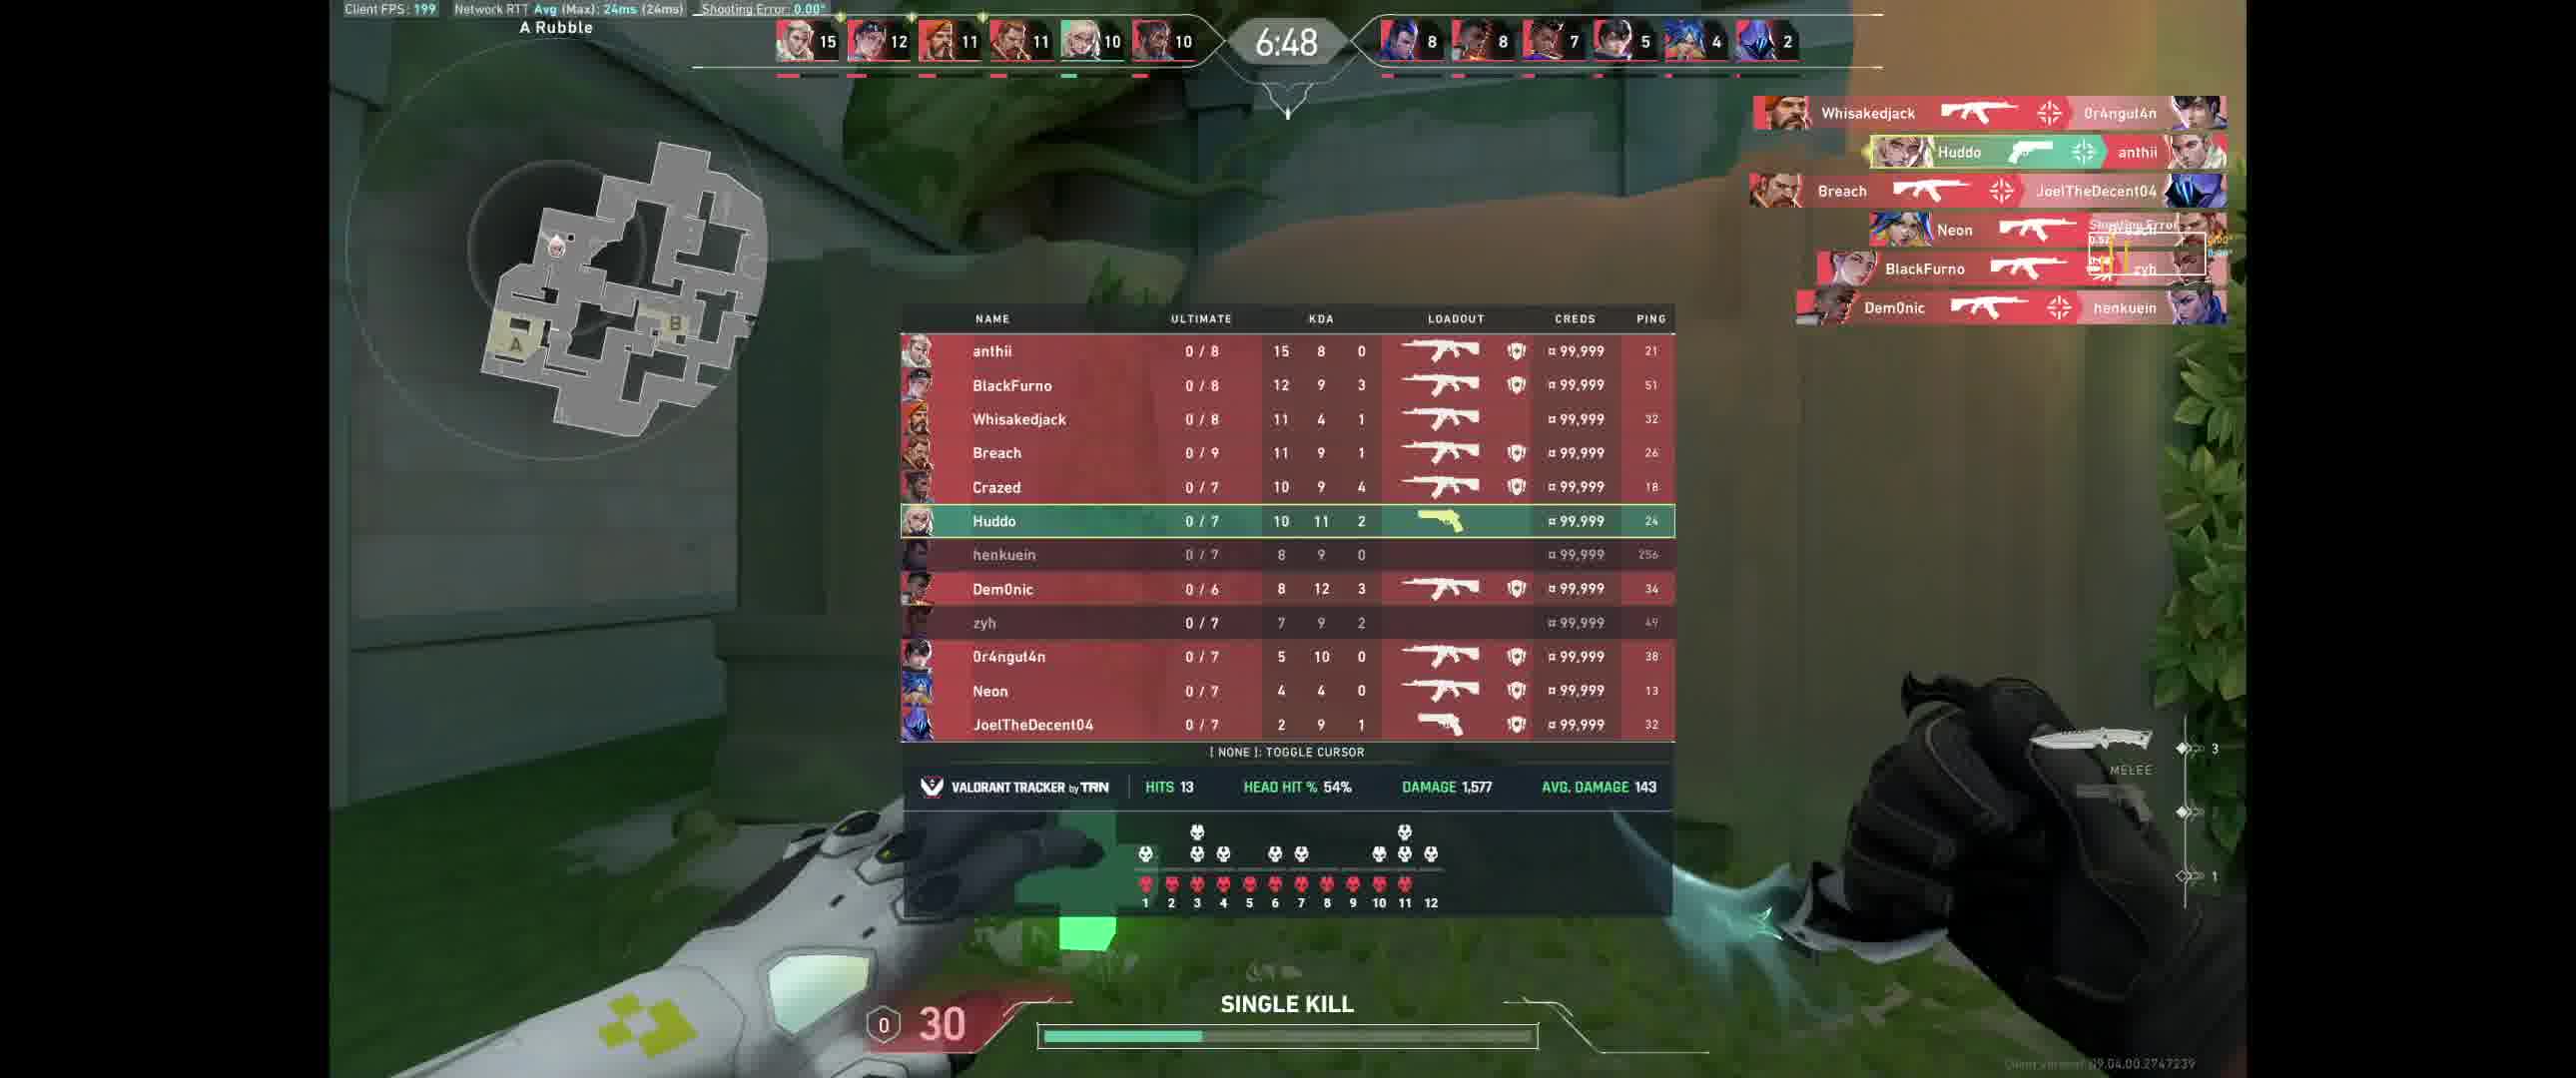 Client FPS: 199 Network RTT Avg (Max): 24ms (24ms) Shooting Error: 0.00°
A Rubble
15 12 11 11 10 10 6:48 8 8 7 5 4 2
Whisakedjack 0r4ngut4n
Huddo anthii
Breach JoelTheDecent04
Neon
Shooting Error
BlackFurno zyh
Dem0nic henkuein
A
B
NAME ULTIMATE KDA LOADOUT CREDS PING
anthii 0 / 8 15 8 0 ¤ 99,999 21
BlackFurno 0 / 8 12 9 3 ¤ 99,999 51
Whisakedjack 0 / 8 11 4 1 ¤ 99,999 32
Breach 0 / 9 11 9 1 ¤ 99,999 26
Crazed 0 / 7 10 9 4 ¤ 99,999 18
Huddo 0 / 7 10 11 2 ¤ 99,999 24
henkuein 0 / 7 8 9 0 ¤ 99,999 256
Dem0nic 0 / 6 8 12 3 ¤ 99,999 34
zyh 0 / 7 7 9 2 ¤ 99,999 49
0r4ngut4n 0 / 7 5 10 0 ¤ 99,999 38
Neon 0 / 7 4 4 0 ¤ 99,999 13
JoelTheDecent04 0 / 7 2 9 1 ¤ 99,999 32
[ NONE ]: TOGGLE CURSOR
VALORANT TRACKER by TRN HITS 13 HEAD HIT % 54% DAMAGE 1,577 AVG. DAMAGE 143
1 2 3 4 5 6 7 8 9 10 11 12
3
MELEE
1
0 30
SINGLE KILL